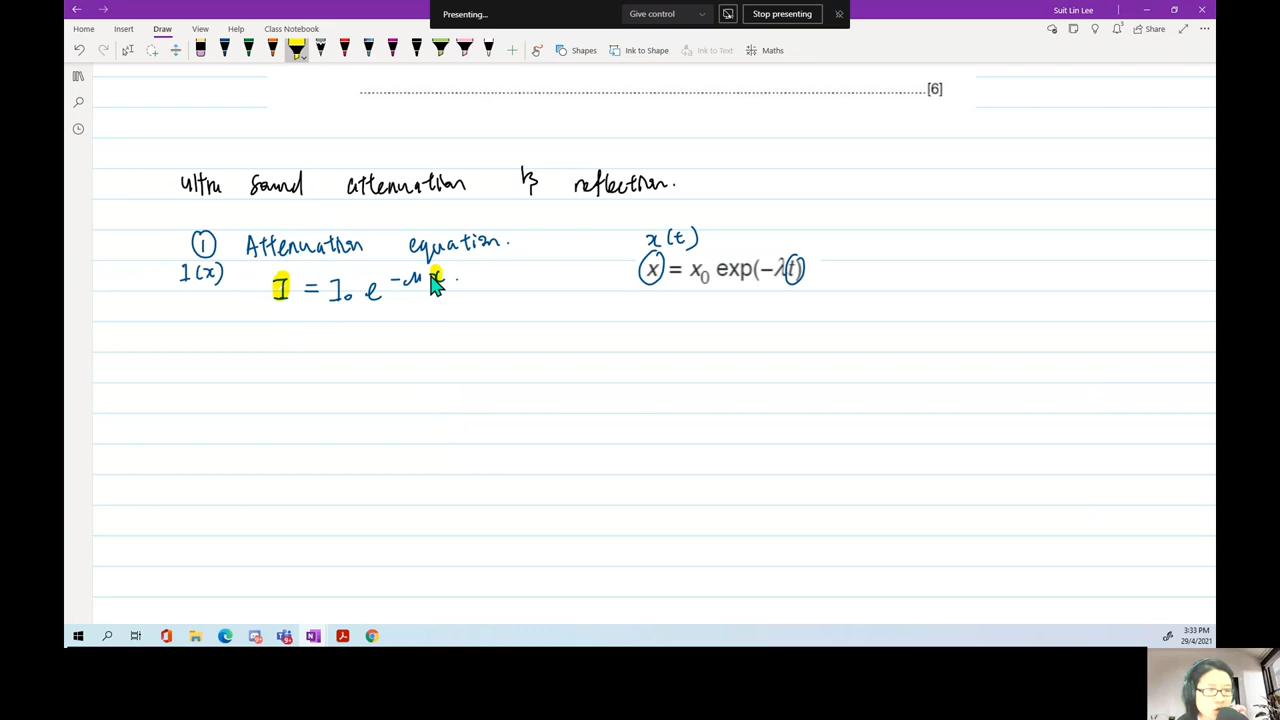 Presenting...
Give control
Stop presenting
Suit Lin Lee
Home Insert Draw View Help Class Notebook
Share
Shapes Ink to Shape Ink to Text Maths
[6]
ultra sound attenuation & reflection.
① Attenuation equation.
x(t)
I(x)
I = I₀ e^-μx.
x = x₀ exp(−λt)
3:33 PM
29/4/2021